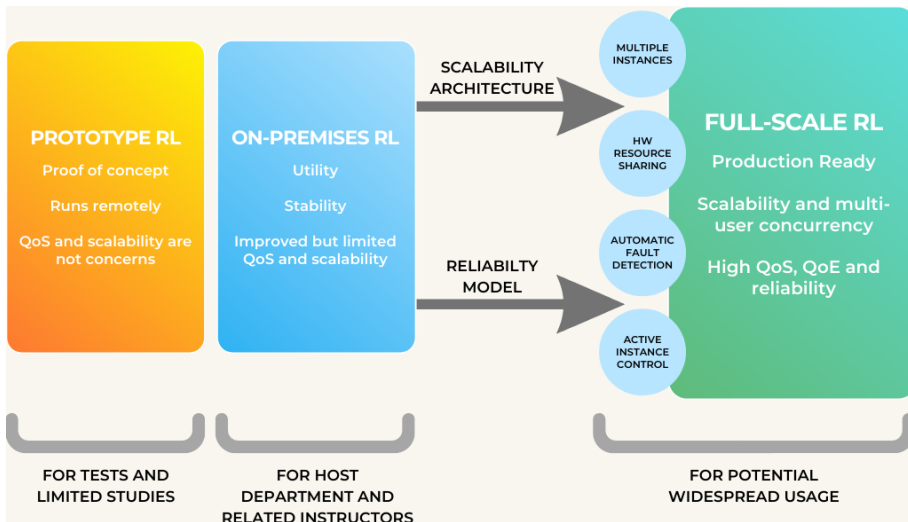 PROTOTYPE RL
Proof of concept
Runs remotely
QoS and scalability are
not concerns
FOR TESTS AND
LIMITED STUDIES
ON-PREMISES RL
Utility
Stability
Improved but limited
QoS and scalability
FOR HOST
DEPARTMENT AND
RELATED INSTRUCTORS
SCALABILITY
ARCHITECTURE
RELIABILTY
MODEL
MULTIPLE
INSTANCES
HW
RESOURCE
SHARING
AUTOMATIC
FAULT
DETECTION
ACTIVE
INSTANCE
CONTROL
FULL-SCALE RL
Production Ready
Scalability and multi-
user concurrency
High QoS, QoE and
reliability
FOR POTENTIAL
WIDESPREAD USAGE